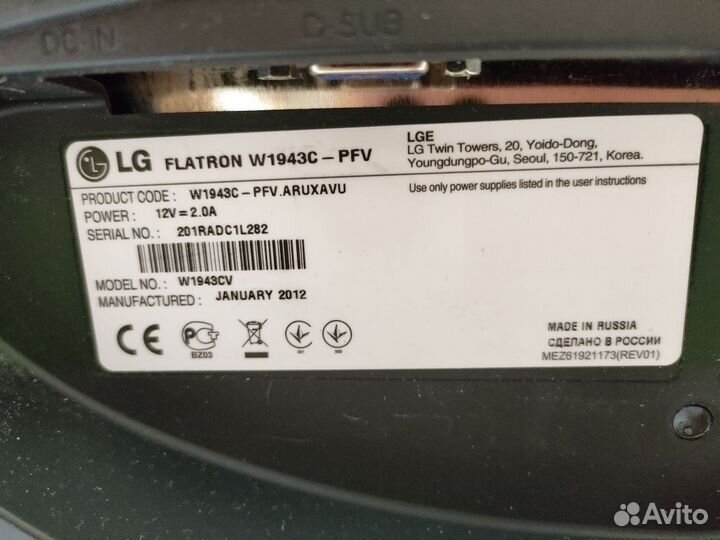 DC IN
D-SUB
LG FLATRON W1943C-PFV
LGE
LG Twin Towers, 20, Yoido-Dong,
Youngdungpo-Gu, Seoul, 150-721, Korea.
PRODUCT CODE : W1943C-PFV.ARUXAVU
Use only power supplies listed in the user instructions.
POWER : 12V=2.0A
SERIAL NO. : 201RADC1L282
MODEL NO. : W1943CV
MANUFACTURED : JANUARY 2012
CE
BZ03
001
003
MADE IN RUSSIA
СДЕЛАНО В РОССИИ
MEZ61921173(REV01)
Avito